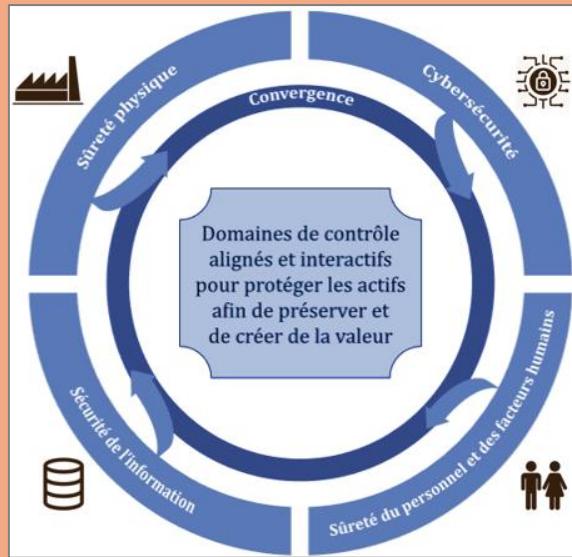 Sûreté physique
Cybersécurité
Convergence
Domaines de contrôle
alignés et interactifs
pour protéger les actifs
afin de préserver et
de créer de la valeur
Sécurité de l'information
Sûreté du personnel et des facteurs humains